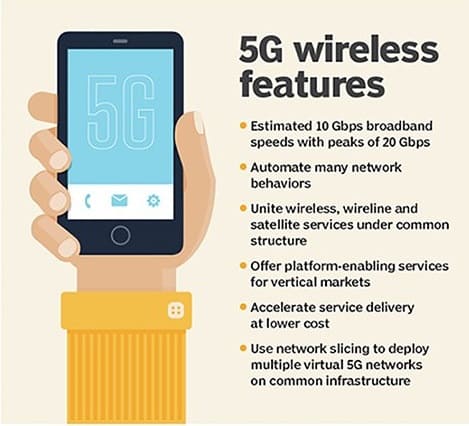 5G
5G wireless
features
• Estimated 10 Gbps broadband
speeds with peaks of 20 Gbps
• Automate many network
behaviors
• Unite wireless, wireline and
satellite services under common
structure
• Offer platform-enabling services
for vertical markets
• Accelerate service delivery
at lower cost
• Use network slicing to deploy
multiple virtual 5G networks
on common infrastructure